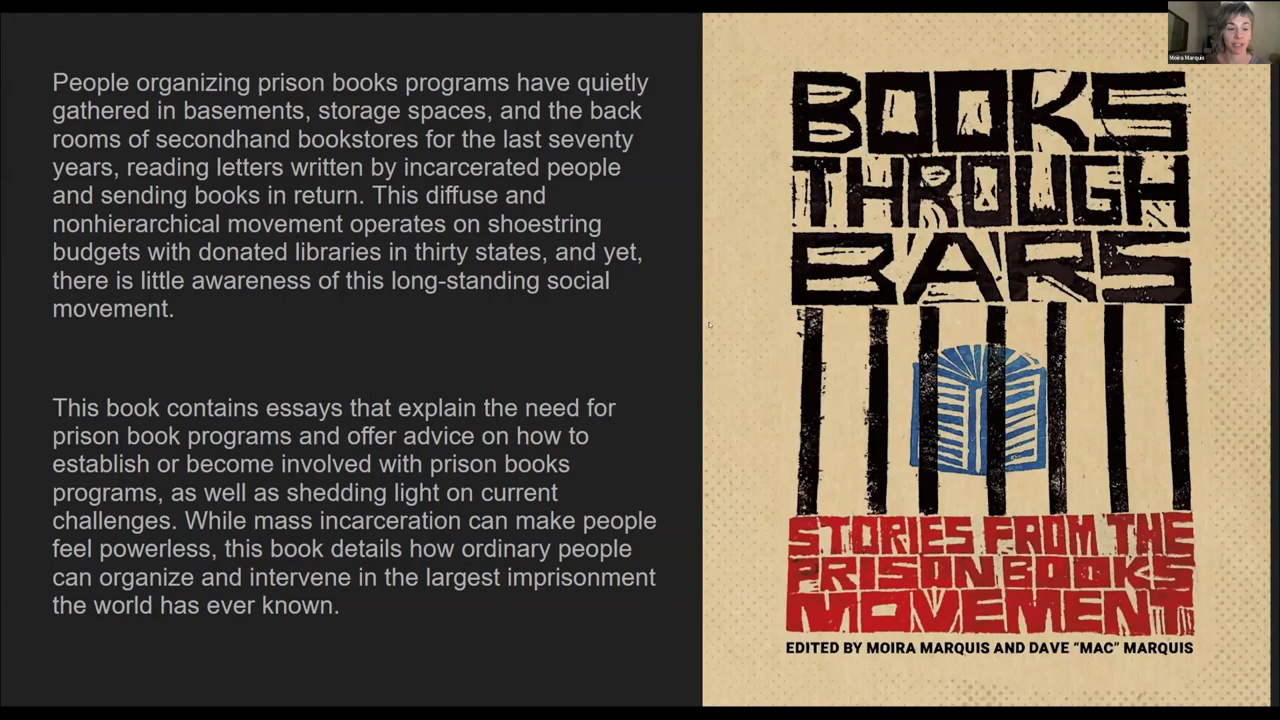 People organizing prison books programs have quietly
gathered in basements, storage spaces, and the back
rooms of secondhand bookstores for the last seventy
years, reading letters written by incarcerated people
and sending books in return. This diffuse and
nonhierarchical movement operates on shoestring
budgets with donated libraries in thirty states, and yet,
there is little awareness of this long-standing social
movement.
This book contains essays that explain the need for
prison book programs and offer advice on how to
establish or become involved with prison books
programs, as well as shedding light on current
challenges. While mass incarceration can make people
feel powerless, this book details how ordinary people
can organize and intervene in the largest imprisonment
the world has ever known.
BOOKS
THROUGH
BARS
STORIES FROM THE
PRISON BOOKS
MOVEMENT
EDITED BY MOIRA MARQUIS AND DAVE “MAC” MARQUIS
Moira Marquis